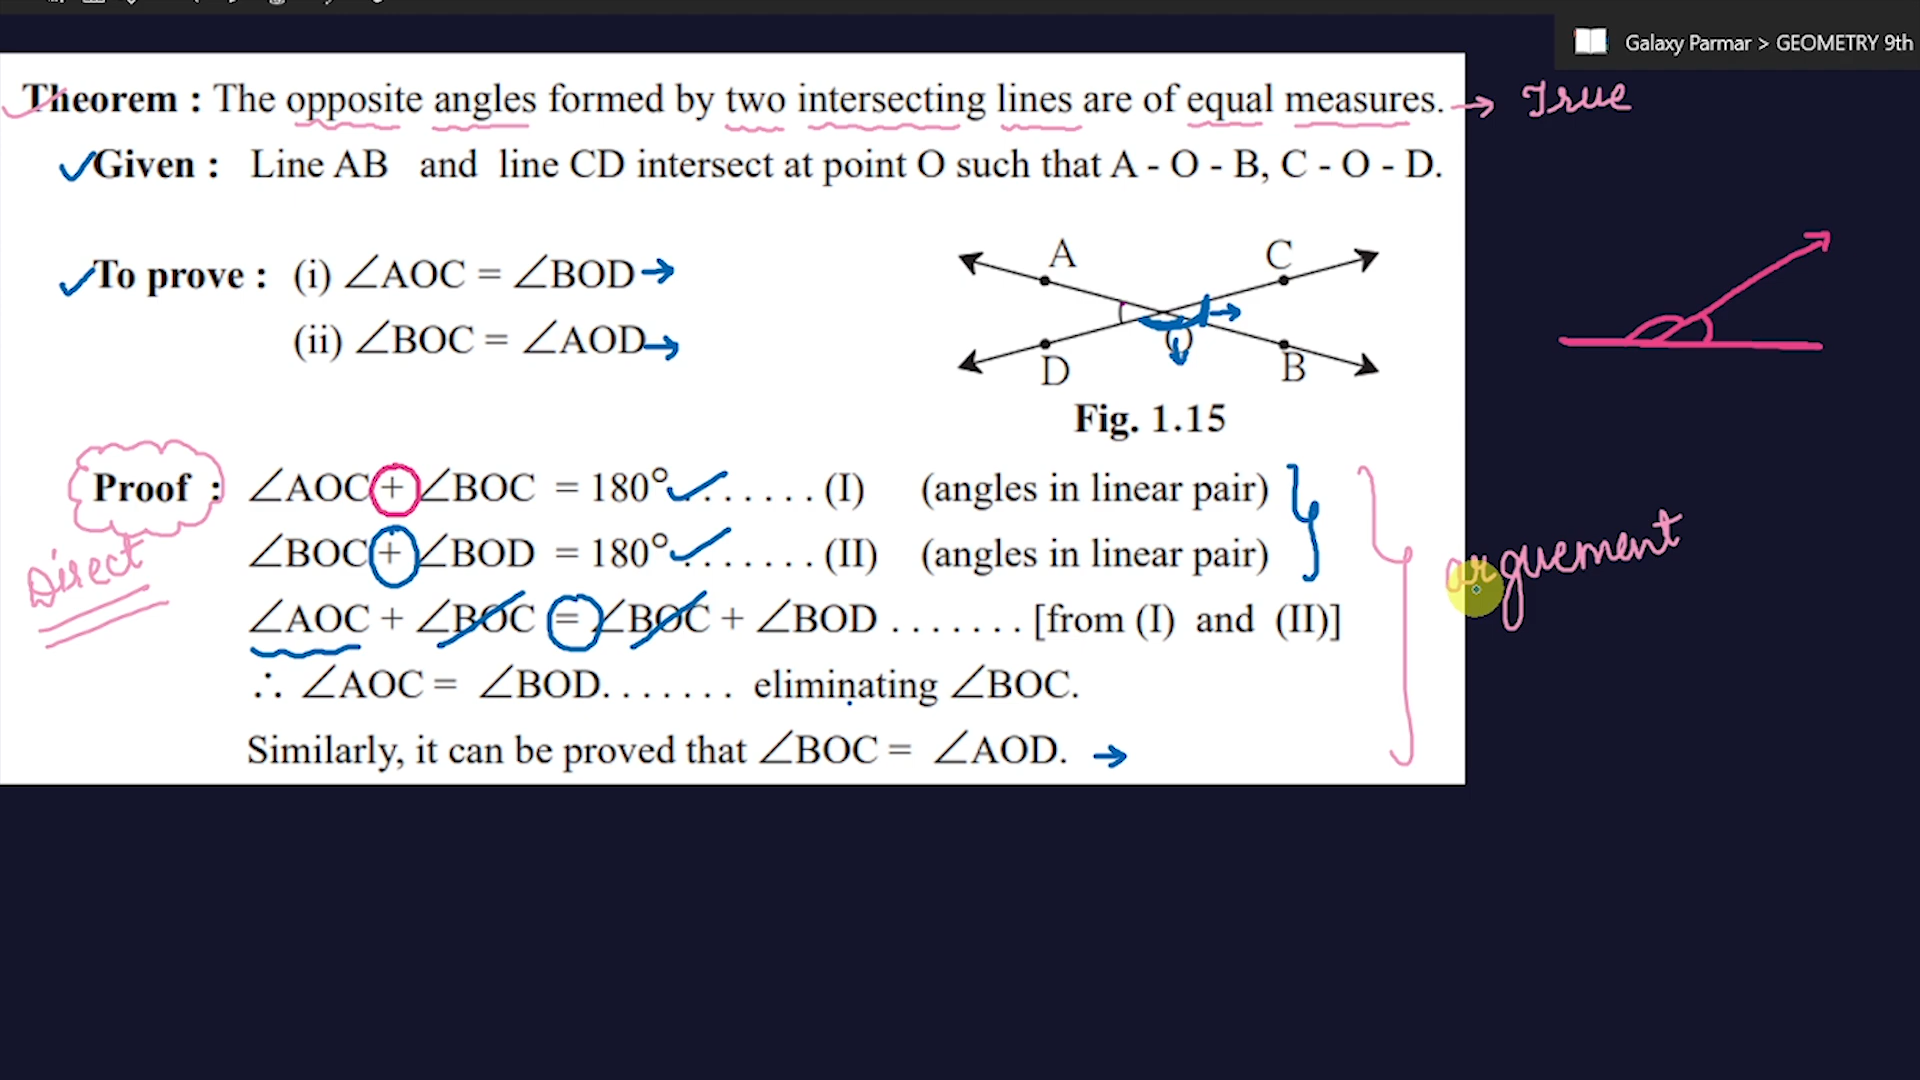 Galaxy Parmar > GEOMETRY 9th
Theorem : The opposite angles formed by two intersecting lines are of equal measures. → True
Given : Line AB and line CD intersect at point O such that A - O - B, C - O - D.
To prove : (i) ∠AOC = ∠BOD
(ii) ∠BOC = ∠AOD
A
C
O
D
B
Fig. 1.15
Proof : ∠AOC + ∠BOC = 180° . . . . . . (I) (angles in linear pair)
Direct
∠BOC + ∠BOD = 180° . . . . . . . (II) (angles in linear pair)
arguement
∠AOC + ∠BOC = ∠BOC + ∠BOD . . . . . . . [from (I) and (II)]
∴ ∠AOC = ∠BOD. . . . . . . eliminating ∠BOC.
Similarly, it can be proved that ∠BOC = ∠AOD.